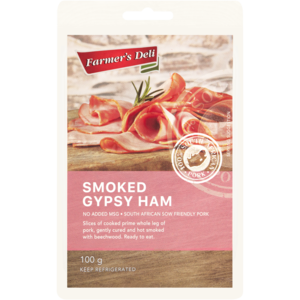 Farmer's Deli
SMOKED
GYPSY HAM
NO ADDED MSG • SOUTH AFRICAN SOW FRIENDLY PORK
Slices of cooked prime whole leg of
pork, gently cured and hot smoked
with beechwood. Ready to eat.
100 g
KEEP REFRIGERATED
PORK